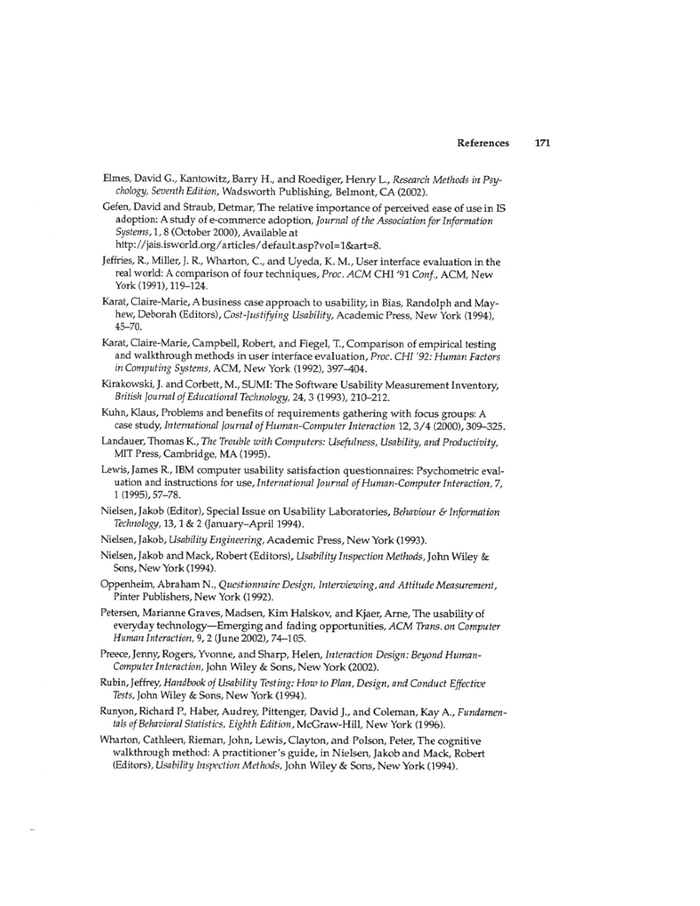 References 171
Elmes, David G., Kantowitz, Barry H., and Roediger, Henry L., Research Methods in Psy-
chology, Seventh Edition, Wadsworth Publishing, Belmont, CA (2002).
Gefen, David and Straub, Detmar, The relative importance of perceived ease of use in IS
adoption: A study of e-commerce adoption, Journal of the Association for Information
Systems, 1, 8 (October 2000), Available at
http://jais.isworld.org/articles/default.asp?vol=1&art=8.
Jeffries, R., Miller, J. R., Wharton, C., and Uyeda, K. M., User interface evaluation in the
real world: A comparison of four techniques, Proc. ACM CHI '91 Conf., ACM, New
York (1991), 119–124.
Karat, Claire-Marie, A business case approach to usability, in Bias, Randolph and May-
hew, Deborah (Editors), Cost-Justifying Usability, Academic Press, New York (1994),
45–70.
Karat, Claire-Marie, Campbell, Robert, and Fiegel, T., Comparison of empirical testing
and walkthrough methods in user interface evaluation, Proc. CHI '92: Human Factors
in Computing Systems, ACM, New York (1992), 397–404.
Kirakowski, J. and Corbett, M., SUMI: The Software Usability Measurement Inventory,
British Journal of Educational Technology, 24, 3 (1993), 210–212.
Kuhn, Klaus, Problems and benefits of requirements gathering with focus groups: A
case study, International Journal of Human-Computer Interaction 12, 3/4 (2000), 309–325.
Landauer, Thomas K., The Trouble with Computers: Usefulness, Usability, and Productivity,
MIT Press, Cambridge, MA (1995).
Lewis, James R., IBM computer usability satisfaction questionnaires: Psychometric eval-
uation and instructions for use, International Journal of Human-Computer Interaction, 7,
1 (1995), 57–78.
Nielsen, Jakob (Editor), Special Issue on Usability Laboratories, Behaviour & Information
Technology, 13, 1 & 2 (January–April 1994).
Nielsen, Jakob, Usability Engineering, Academic Press, New York (1993).
Nielsen, Jakob and Mack, Robert (Editors), Usability Inspection Methods, John Wiley &
Sons, New York (1994).
Oppenheim, Abraham N., Questionnaire Design, Interviewing, and Attitude Measurement,
Pinter Publishers, New York (1992).
Petersen, Marianne Graves, Madsen, Kim Halskov, and Kjaer, Arne, The usability of
everyday technology—Emerging and fading opportunities, ACM Trans. on Computer
Human Interaction, 9, 2 (June 2002), 74–105.
Preece, Jenny, Rogers, Yvonne, and Sharp, Helen, Interaction Design: Beyond Human–
Computer Interaction, John Wiley & Sons, New York (2002).
Rubin, Jeffrey, Handbook of Usability Testing: How to Plan, Design, and Conduct Effective
Tests, John Wiley & Sons, New York (1994).
Runyon, Richard P., Haber, Audrey, Pittenger, David J., and Coleman, Kay A., Fundamen-
tals of Behavioral Statistics, Eighth Edition, McGraw-Hill, New York (1996).
Wharton, Cathleen, Rieman, John, Lewis, Clayton, and Polson, Peter, The cognitive
walkthrough method: A practitioner's guide, in Nielsen, Jakob and Mack, Robert
(Editors), Usability Inspection Methods, John Wiley & Sons, New York (1994).